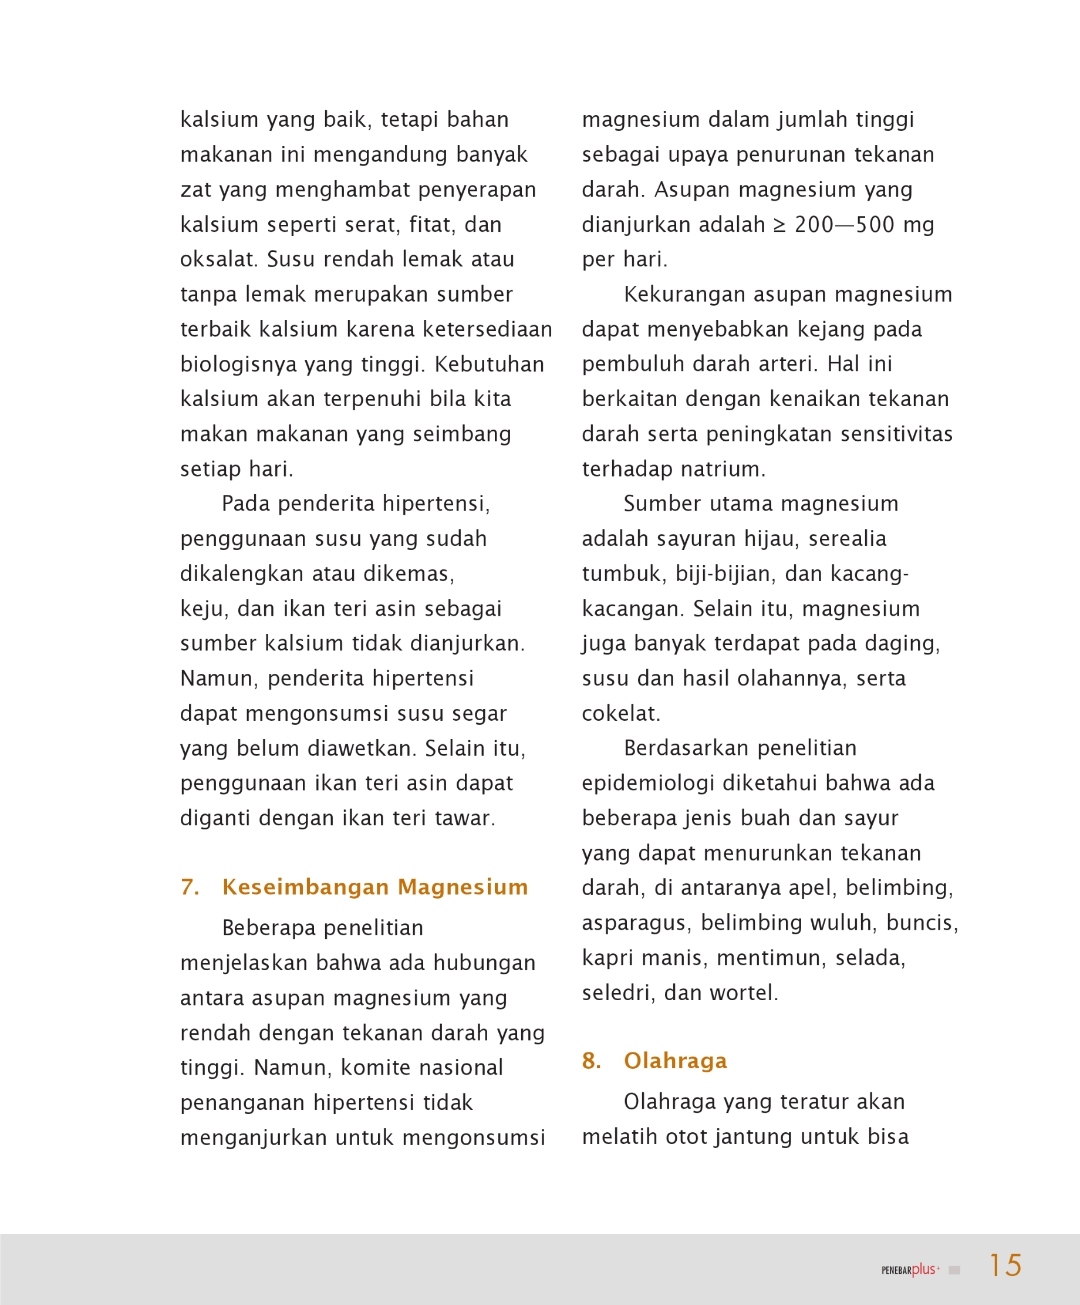 kalsium yang baik, tetapi bahan
makanan ini mengandung banyak
zat yang menghambat penyerapan
kalsium seperti serat, fitat, dan
oksalat. Susu rendah lemak atau
tanpa lemak merupakan sumber
terbaik kalsium karena ketersediaan
biologisnya yang tinggi. Kebutuhan
kalsium akan terpenuhi bila kita
makan makanan yang seimbang
setiap hari.
Pada penderita hipertensi,
penggunaan susu yang sudah
dikalengkan atau dikemas,
keju, dan ikan teri asin sebagai
sumber kalsium tidak dianjurkan.
Namun, penderita hipertensi
dapat mengonsumsi susu segar
yang belum diawetkan. Selain itu,
penggunaan ikan teri asin dapat
diganti dengan ikan teri tawar.
7. Keseimbangan Magnesium
Beberapa penelitian
menjelaskan bahwa ada hubungan
antara asupan magnesium yang
rendah dengan tekanan darah yang
tinggi. Namun, komite nasional
penanganan hipertensi tidak
menganjurkan untuk mengonsumsi
magnesium dalam jumlah tinggi
sebagai upaya penurunan tekanan
darah. Asupan magnesium yang
dianjurkan adalah ≥ 200—500 mg
per hari.
Kekurangan asupan magnesium
dapat menyebabkan kejang pada
pembuluh darah arteri. Hal ini
berkaitan dengan kenaikan tekanan
darah serta peningkatan sensitivitas
terhadap natrium.
Sumber utama magnesium
adalah sayuran hijau, serealia
tumbuk, biji-bijian, dan kacang-
kacangan. Selain itu, magnesium
juga banyak terdapat pada daging,
susu dan hasil olahannya, serta
cokelat.
Berdasarkan penelitian
epidemiologi diketahui bahwa ada
beberapa jenis buah dan sayur
yang dapat menurunkan tekanan
darah, di antaranya apel, belimbing,
asparagus, belimbing wuluh, buncis,
kapri manis, mentimun, selada,
seledri, dan wortel.
8. Olahraga
Olahraga yang teratur akan
melatih otot jantung untuk bisa
PENEBARplus+ 15